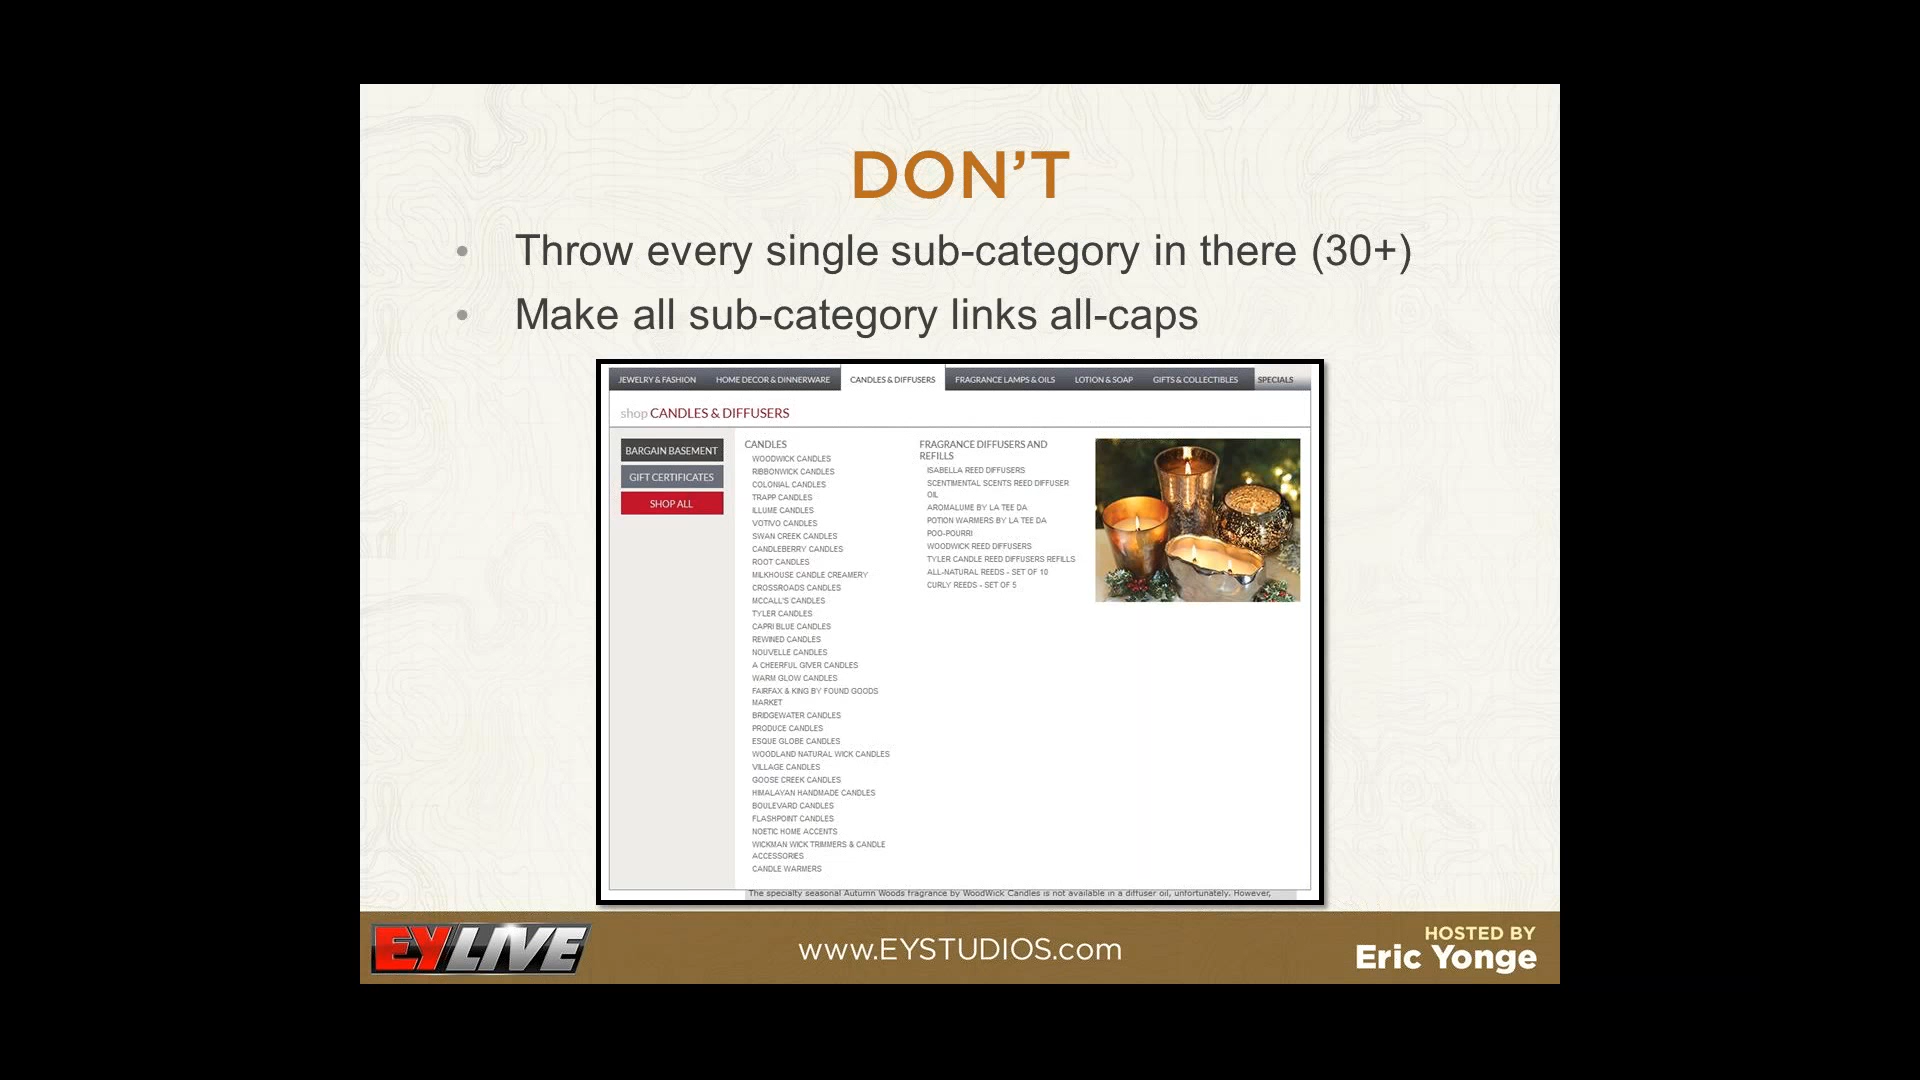 DON'T
• Throw every single sub-category in there (30+)
• Make all sub-category links all-caps
JEWELRY & FASHION HOME DECOR & DINNERWARE CANDLES & DIFFUSERS FRAGRANCE LAMPS & OILS LOTION & SOAP GIFTS & COLLECTIBLES SPECIALS
shop CANDLES & DIFFUSERS
BARGAIN BASEMENT
GIFT CERTIFICATES
SHOP ALL
CANDLES
WOODWICK CANDLES
RIBBONWICK CANDLES
COLONIAL CANDLES
TRAPP CANDLES
ILLUME CANDLES
VOTIVO CANDLES
SWAN CREEK CANDLES
CANDLEBERRY CANDLES
ROOT CANDLES
MILKHOUSE CANDLE CREAMERY
CROSSROADS CANDLES
MCCALL'S CANDLES
TYLER CANDLES
CAPRI BLUE CANDLES
REWINED CANDLES
NOUVELLE CANDLES
A CHEERFUL GIVER CANDLES
WARM GLOW CANDLES
FAIRFAX & KING BY FOUND GOODS
MARKET
BRIDGEWATER CANDLES
PRODUCE CANDLES
ESQUE GLOBE CANDLES
WOODLAND NATURAL WICK CANDLES
VILLAGE CANDLES
GOOSE CREEK CANDLES
HIMALAYAN HANDMADE CANDLES
BOULEVARD CANDLES
FLASHPOINT CANDLES
NOETIC HOME ACCENTS
WICKMAN WICK TRIMMERS & CANDLE
ACCESSORIES
CANDLE WARMERS
FRAGRANCE DIFFUSERS AND
REFILLS
ISABELLA REED DIFFUSERS
SCENTIMENTAL SCENTS REED DIFFUSER
OIL
AROMALUME BY LA TEE DA
POTION WARMERS BY LA TEE DA
POO-POURRI
WOODWICK REED DIFFUSERS
TYLER CANDLE REED DIFFUSERS REFILLS
ALL-NATURAL REEDS - SET OF 10
CURLY REEDS - SET OF 5
The specialty seasonal Autumn Woods fragrance by WoodWick Candles is not available in a diffuser oil, unfortunately. However,
EYLIVE
www.EYSTUDIOS.com
HOSTED BY
Eric Yonge